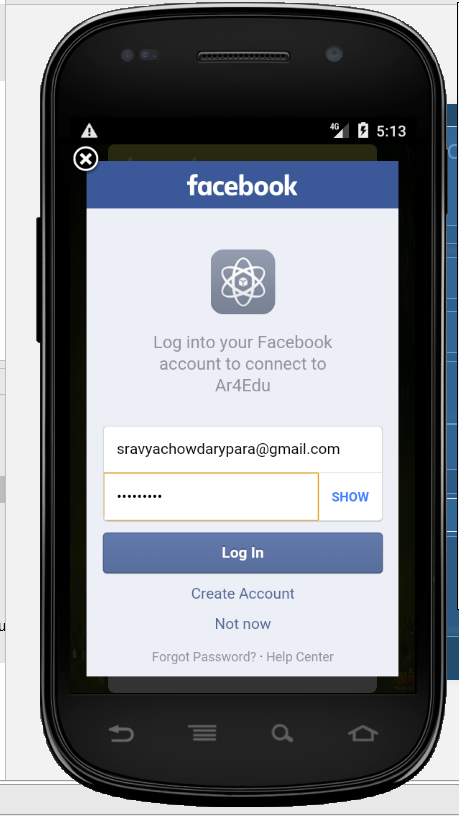 4G 5:13
facebook
Log into your Facebook
account to connect to
Ar4Edu
sravyachowdarypara@gmail.com
••••••••• SHOW
Log In
Create Account
Not now
Forgot Password? · Help Center